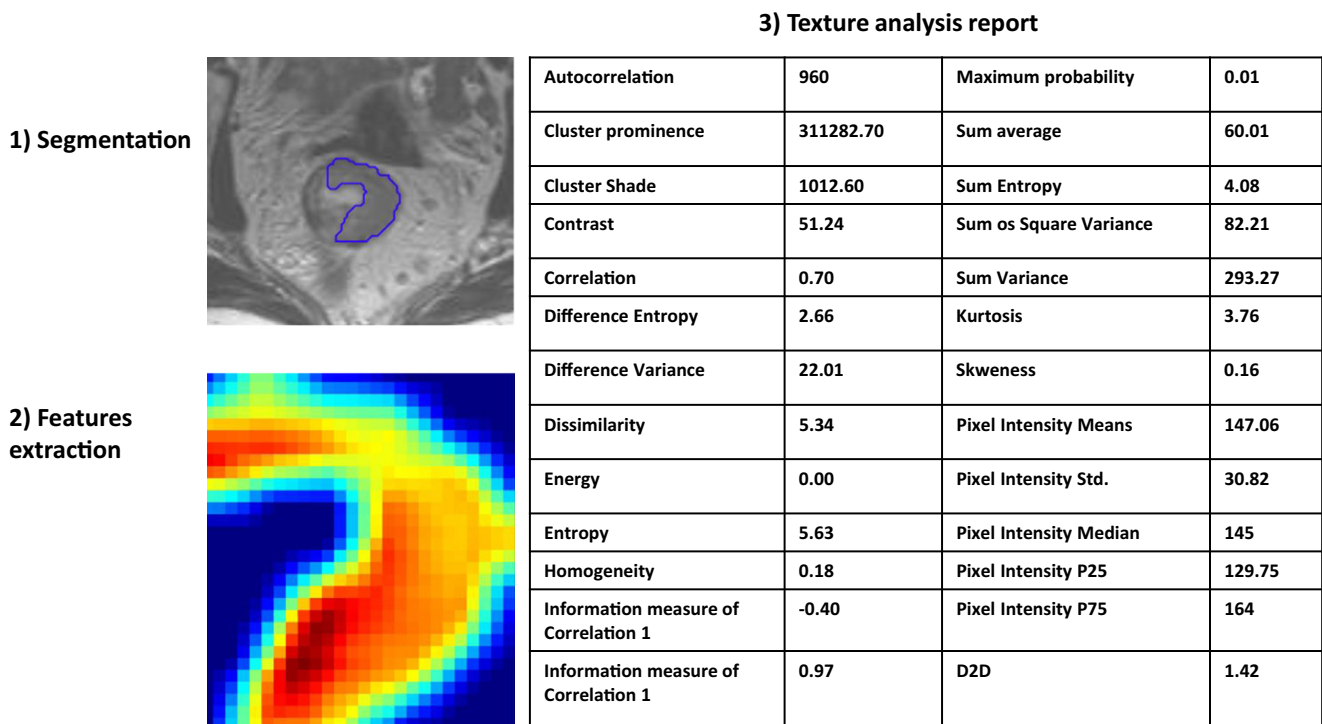 3) Texture analysis report
1) Segmentation
2) Features
extraction
Autocorrelation 960 Maximum probability 0.01
Cluster prominence 311282.70 Sum average 60.01
Cluster Shade 1012.60 Sum Entropy 4.08
Contrast 51.24 Sum os Square Variance 82.21
Correlation 0.70 Sum Variance 293.27
Difference Entropy 2.66 Kurtosis 3.76
Difference Variance 22.01 Skweness 0.16
Dissimilarity 5.34 Pixel Intensity Means 147.06
Energy 0.00 Pixel Intensity Std. 30.82
Entropy 5.63 Pixel Intensity Median 145
Homogeneity 0.18 Pixel Intensity P25 129.75
Information measure of -0.40 Pixel Intensity P75 164
Correlation 1
Information measure of 0.97 D2D 1.42
Correlation 1